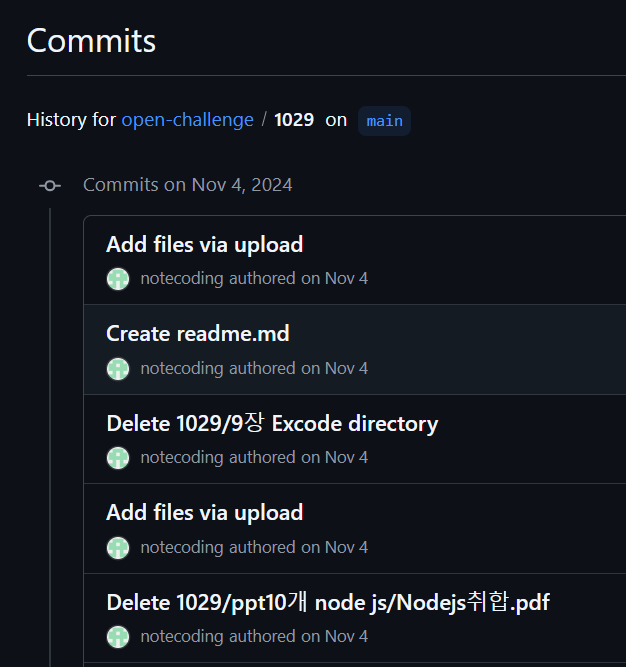 Commits
History for open-challenge / 1029 on main
Commits on Nov 4, 2024
Add files via upload
notecoding authored on Nov 4
Create readme.md
notecoding authored on Nov 4
Delete 1029/9장 Excode directory
notecoding authored on Nov 4
Add files via upload
notecoding authored on Nov 4
Delete 1029/ppt10개 node js/Nodejs취합.pdf
notecoding authored on Nov 4